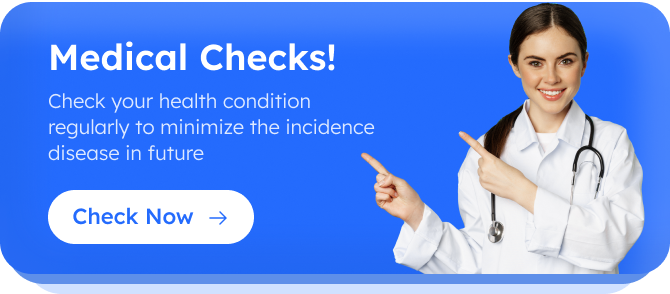 Medical Checks!
Check your health condition
regularly to minimize the incidence
disease in future
Check Now →